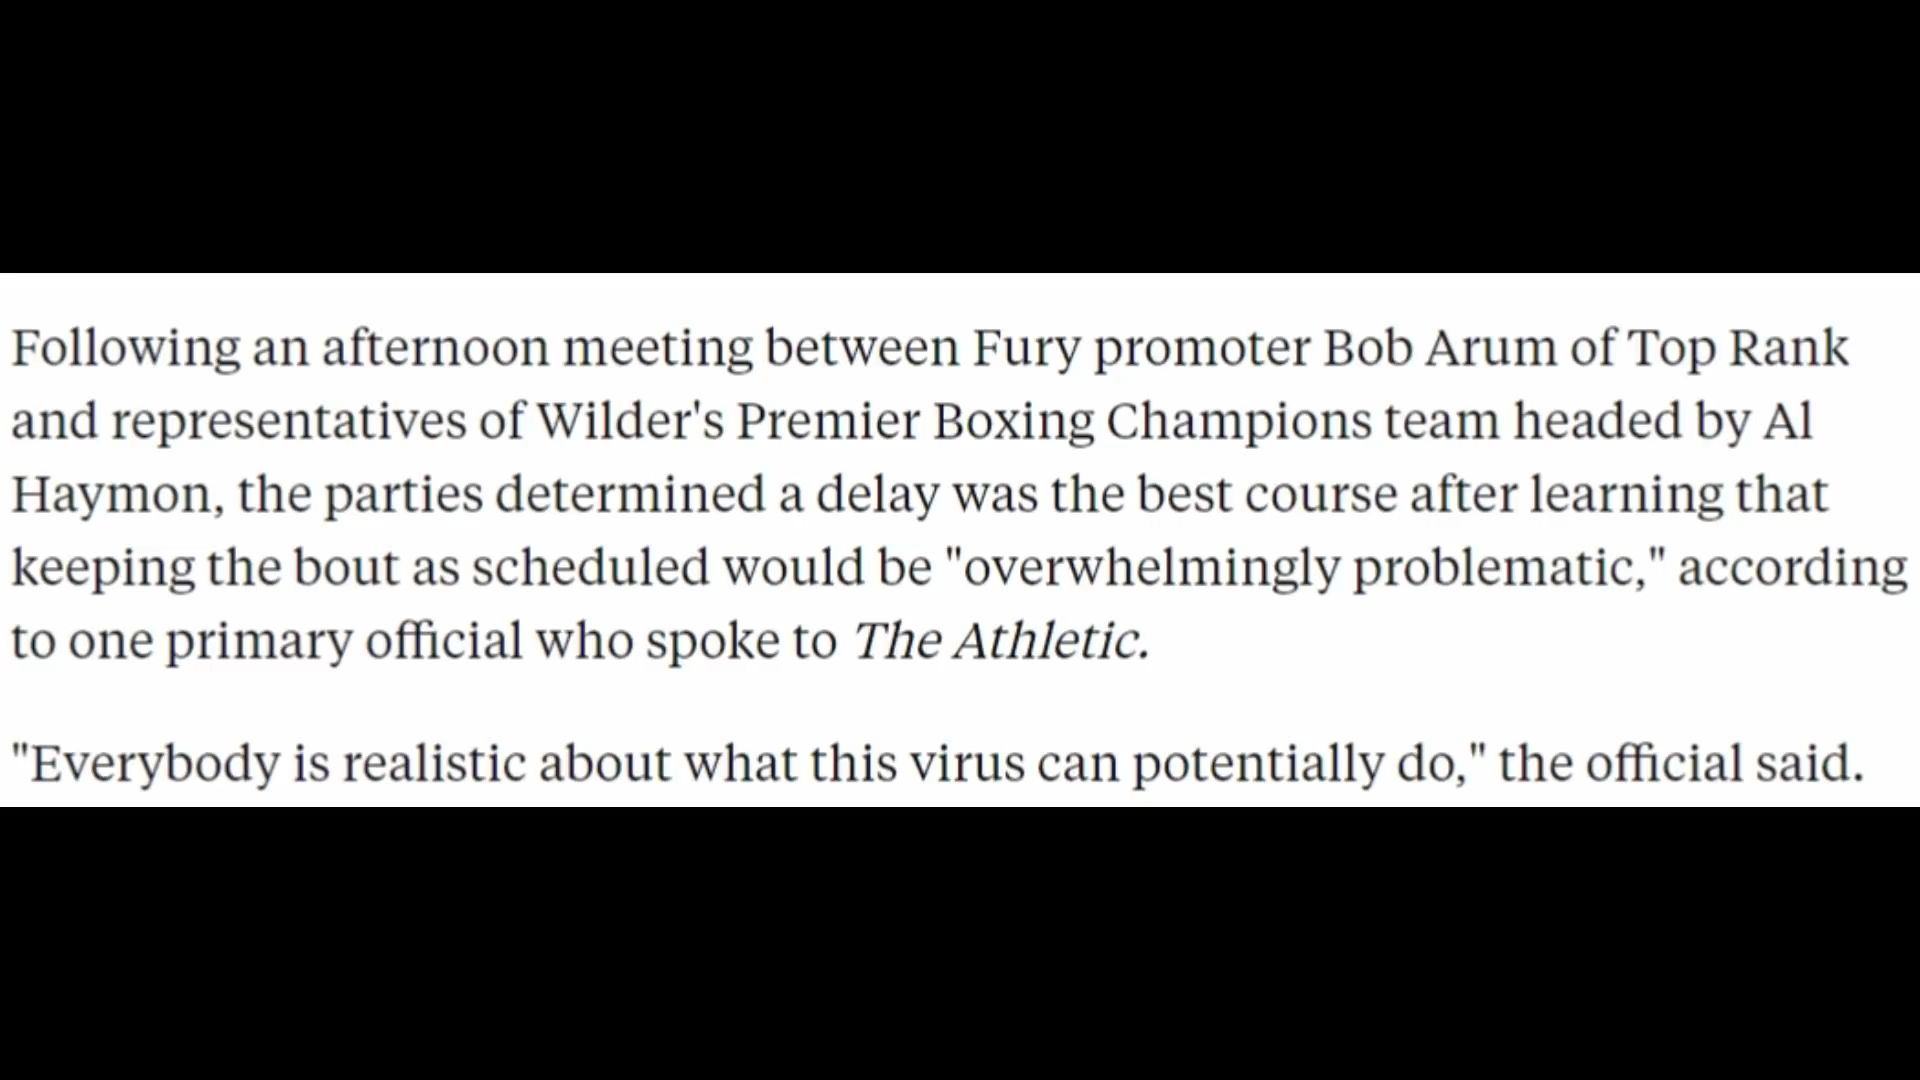 Following an afternoon meeting between Fury promoter Bob Arum of Top Rank
and representatives of Wilder's Premier Boxing Champions team headed by Al
Haymon, the parties determined a delay was the best course after learning that
keeping the bout as scheduled would be "overwhelmingly problematic," according
to one primary official who spoke to The Athletic.
"Everybody is realistic about what this virus can potentially do," the official said.